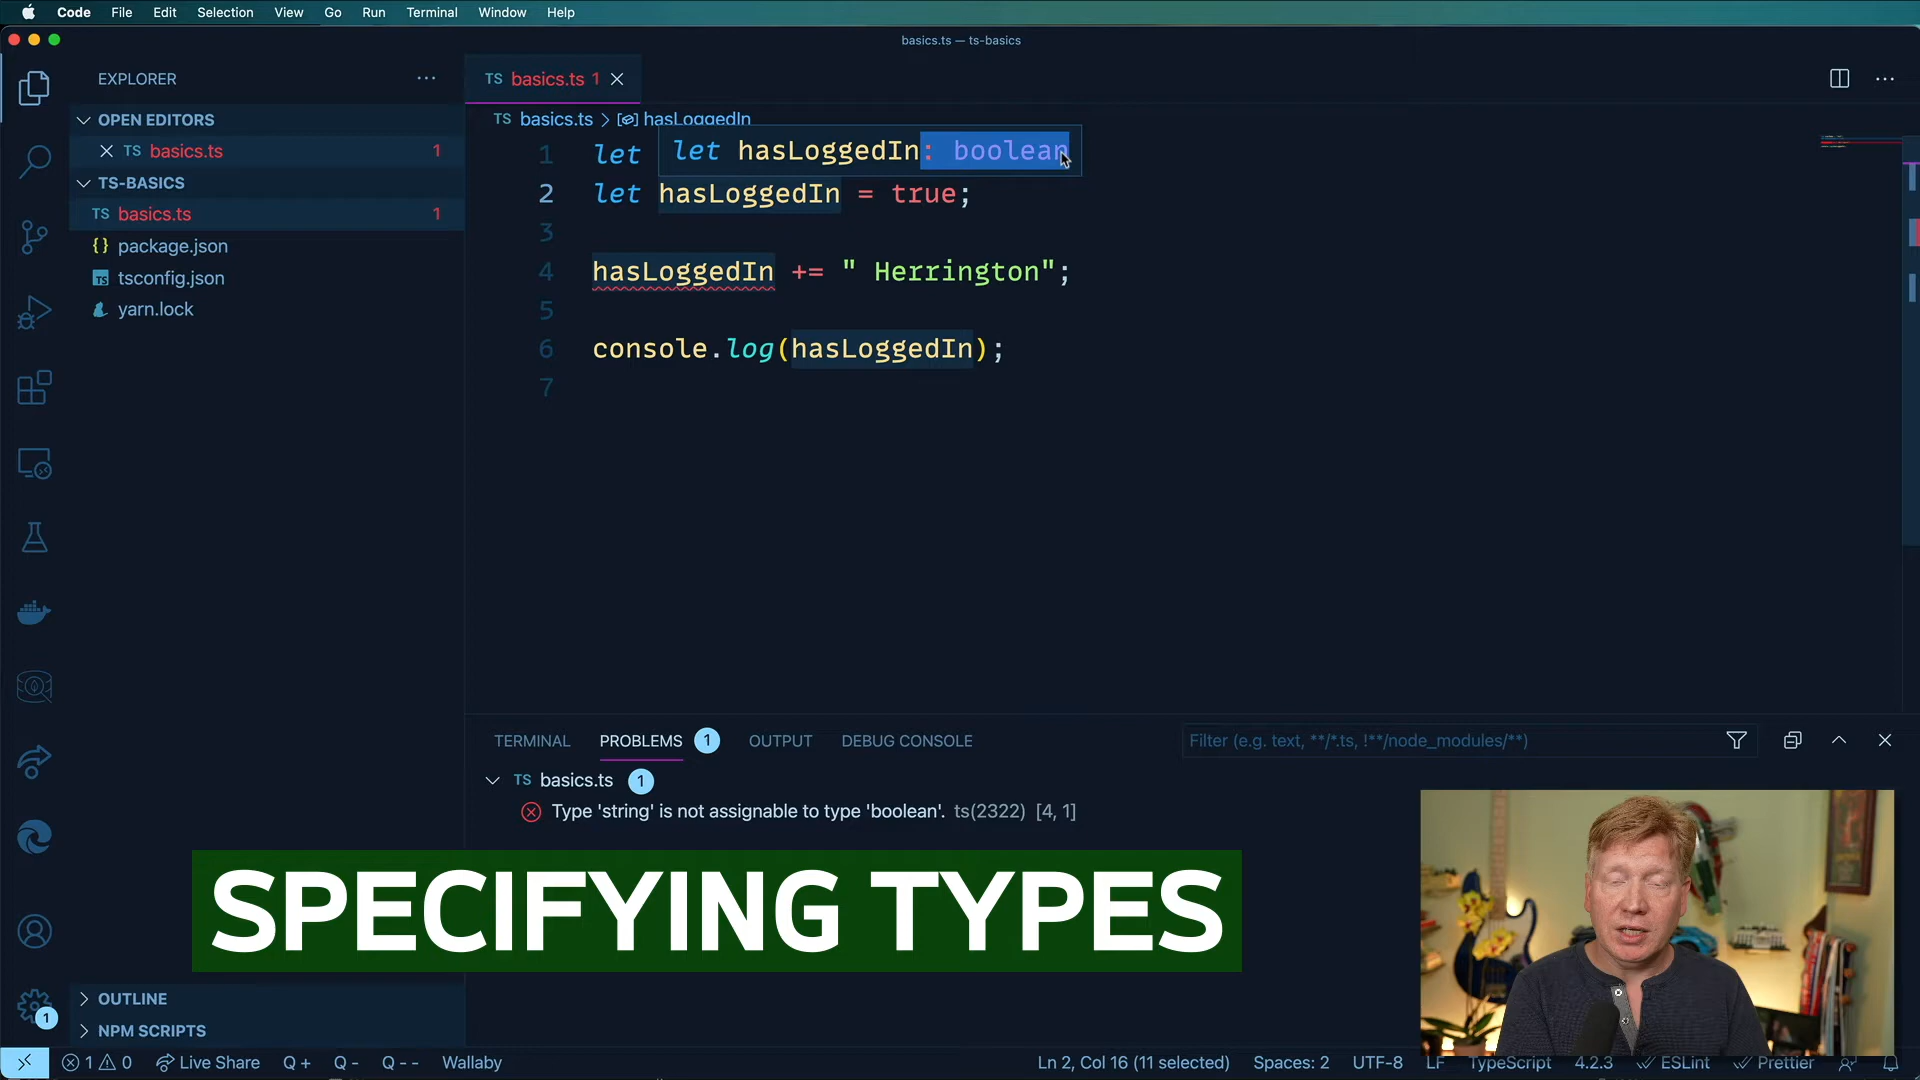 Code File Edit Selection View Go Run Terminal Window Help
basics.ts — ts-basics
EXPLORER
TS basics.ts 1
OPEN EDITORS
TS basics.ts 1
TS-BASICS
TS basics.ts 1
{} package.json
TS tsconfig.json
yarn.lock
TS basics.ts > hasLoggedIn
let hasLoggedIn: boolean
1 let
2 let hasLoggedIn = true;
3
4 hasLoggedIn += " Herrington";
5
6 console.log(hasLoggedIn);
7
TERMINAL PROBLEMS 1 OUTPUT DEBUG CONSOLE
Filter (e.g. text, **/*.ts, !**/node_modules/**)
TS basics.ts 1
Type 'string' is not assignable to type 'boolean'. ts(2322) [4, 1]
SPECIFYING TYPES
OUTLINE
NPM SCRIPTS
1
1 0 Live Share Q + Q - Q - - Wallaby
Ln 2, Col 16 (11 selected) Spaces: 2 UTF-8 LF TypeScript 4.2.3 ESLint Prettier